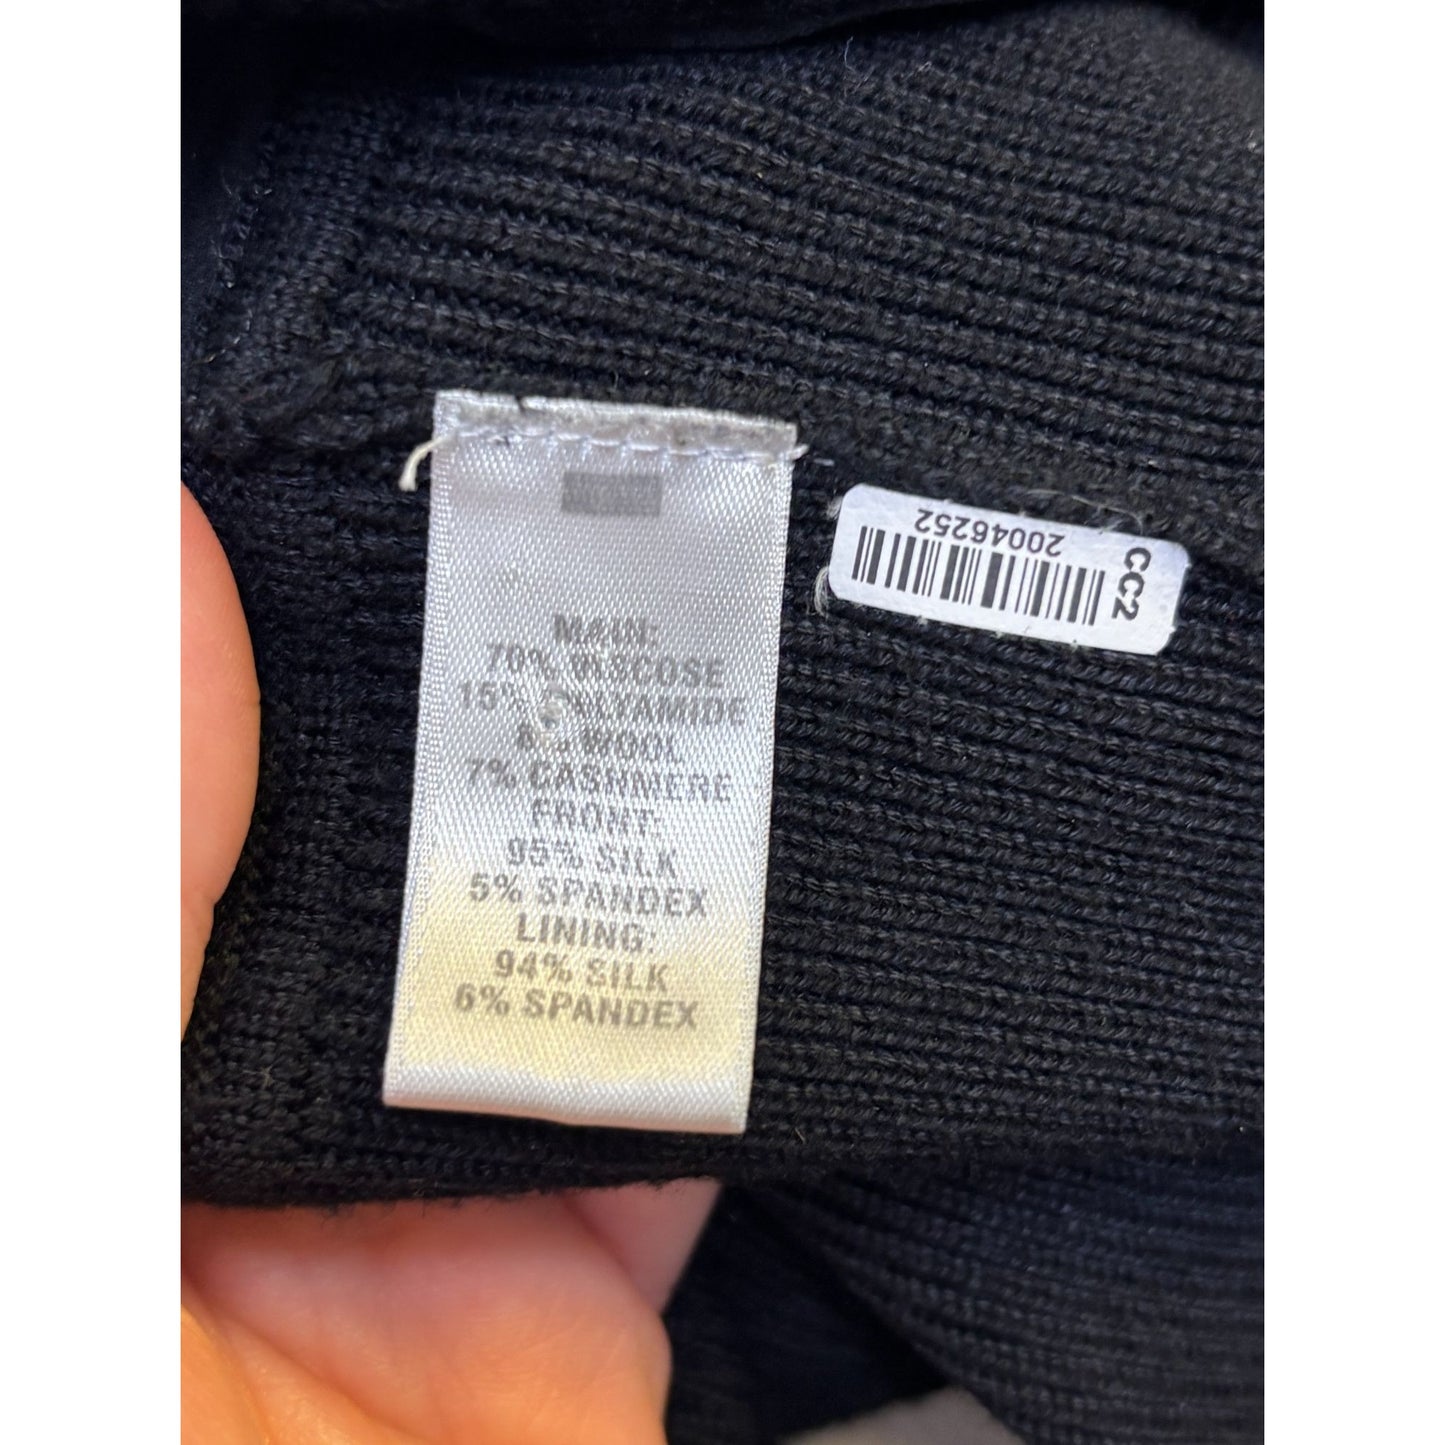 MAIN:
70% VISCOSE
15% POLYAMIDE
8% WOOL
7% CASHMERE
FRONT:
95% SILK
5% SPANDEX
LINING:
94% SILK
6% SPANDEX
20046252
CC2